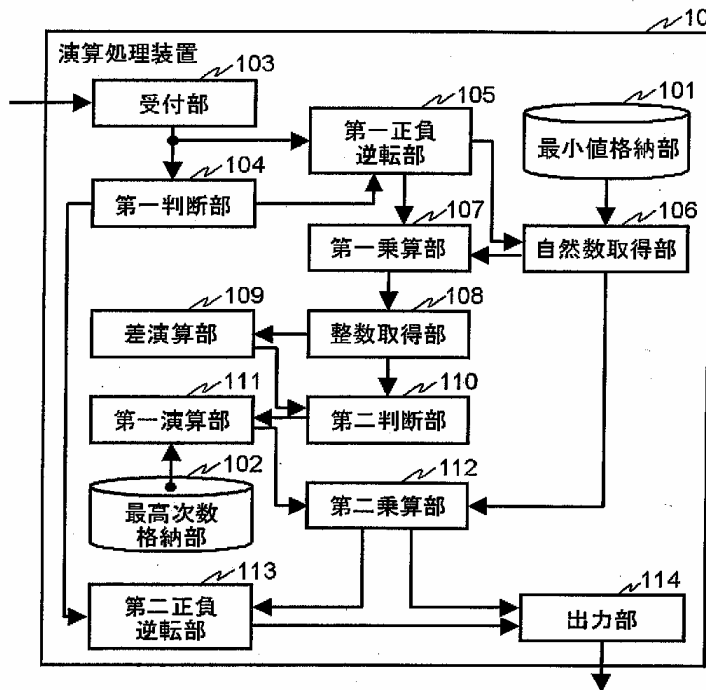 10
演算処理装置
103
受付部
105
第一正負
逆転部
101
最小値格納部
104
第一判断部
107
第一乗算部
106
自然数取得部
109
差演算部
108
整数取得部
111
第一演算部
110
第二判断部
102
最高次数
格納部
112
第二乗算部
113
第二正負
逆転部
114
出力部